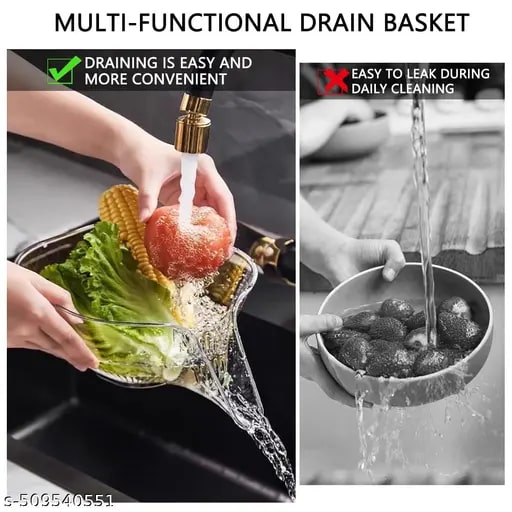 MULTI-FUNCTIONAL DRAIN BASKET
DRAINING IS EASY AND
MORE CONVENIENT
EASY TO LEAK DURING
DAILY CLEANING
s-509540551